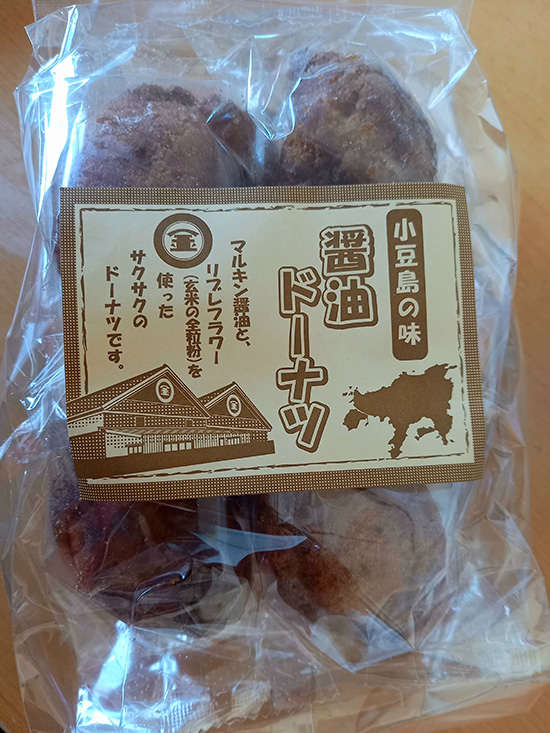 小豆島の味
醤油
ドーナツ
マルキン醤油と、
リブレフラワー
（玄米の全粒粉）を
使った
サクサクの
ドーナツです。
金
金